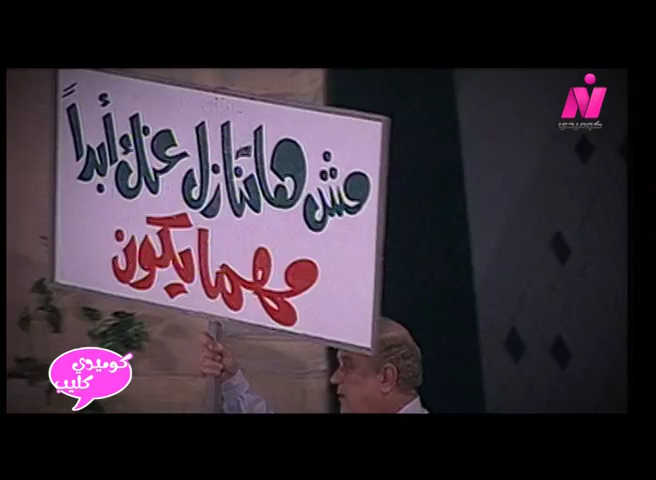 مش هاتنازل عنك أبداً
مهما يكون
كوميدي
كوميدي
كليب